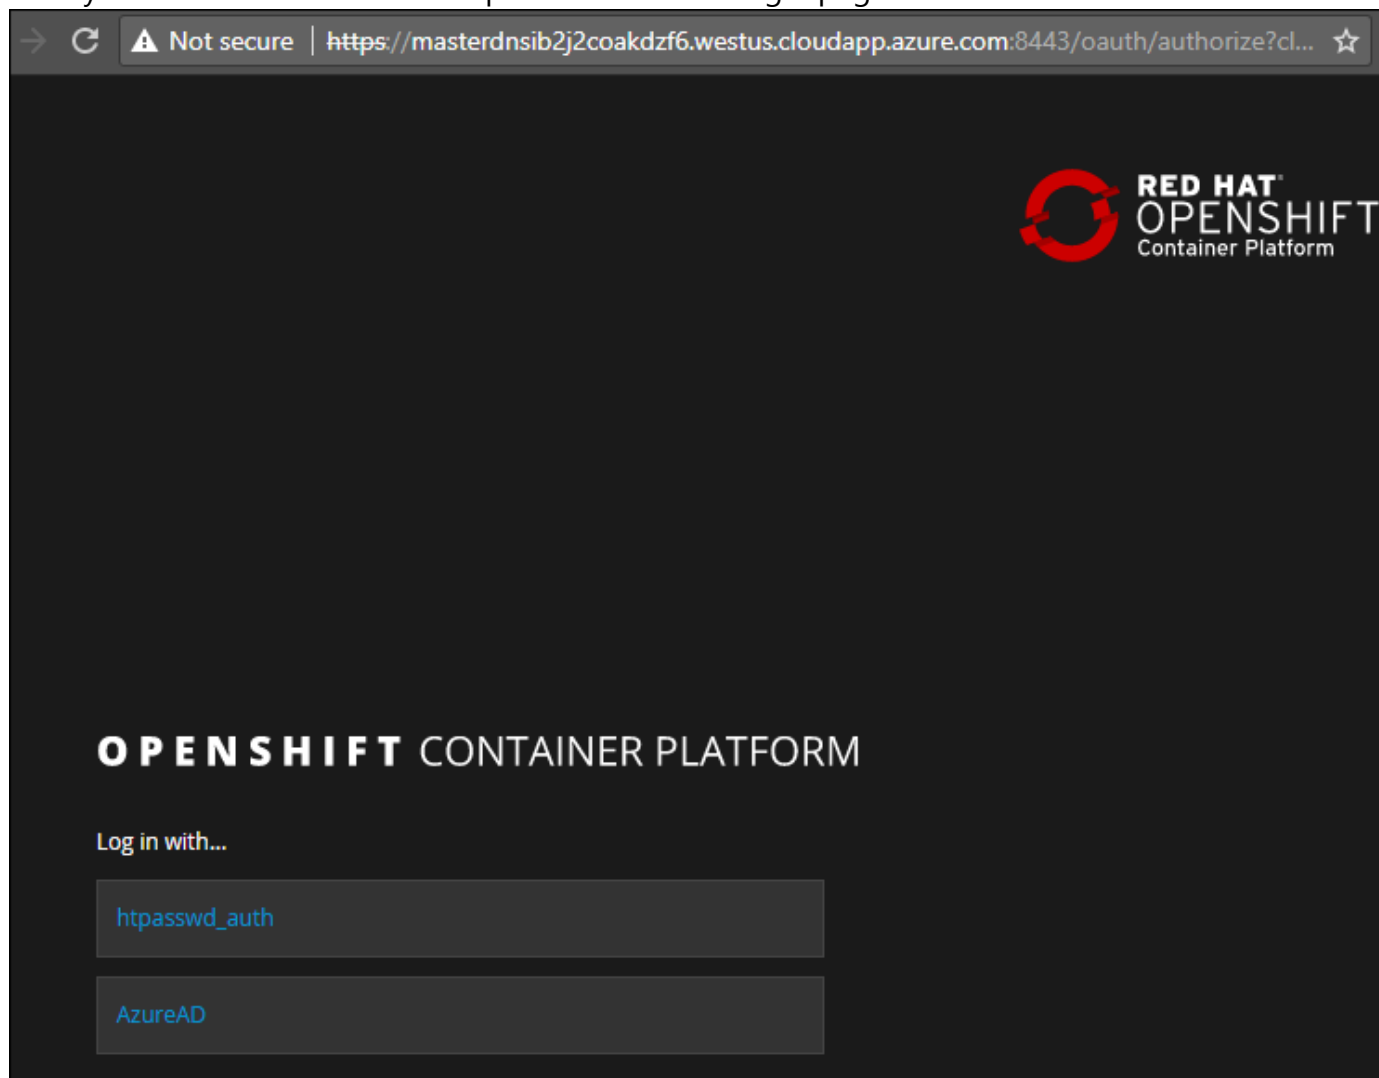 Not secure | https://masterdnsib2j2coakdzf6.westus.cloudapp.azure.com:8443/oauth/authorize?cl...
RED HAT
OPENSHIFT
Container Platform
OPENSHIFT CONTAINER PLATFORM
Log in with...
htpasswd_auth
AzureAD